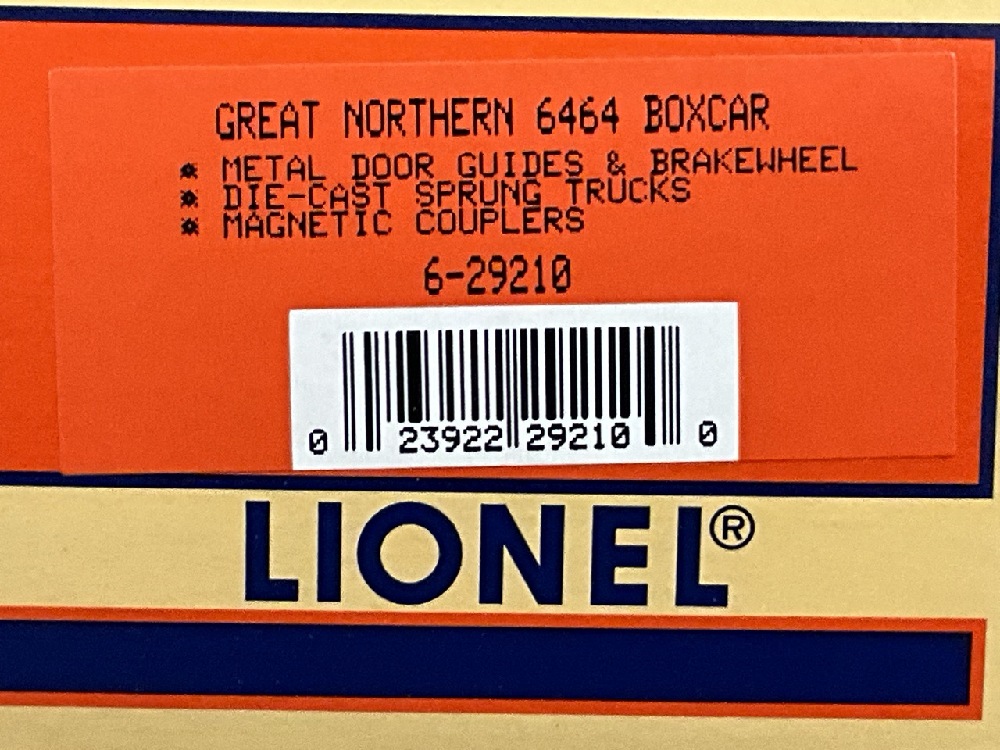 GREAT NORTHERN 6464 BOXCAR
* METAL DOOR GUIDES & BRAKEWHEEL
* DIE-CAST SPRUNG TRUCKS
* MAGNETIC COUPLERS
6-29210
0 23922 29210 0
LIONEL®